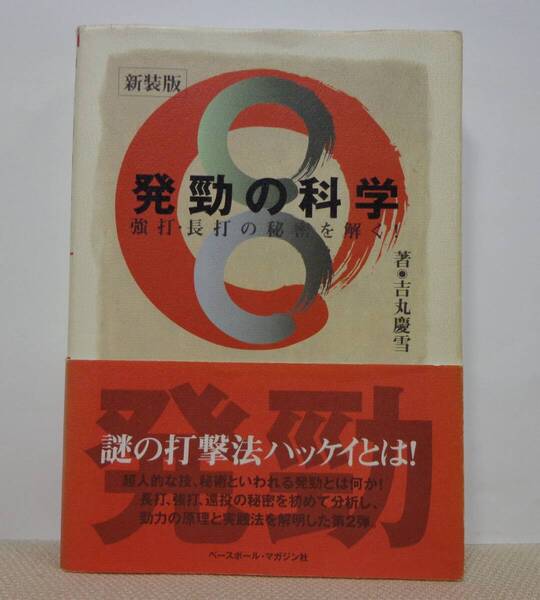 新装版
発勁の科学
強打・長打の秘密を解く!
著◉吉丸慶雪
発勁
謎の打撃法ハッケイとは!
超人的な技、秘術といわれる発勁とは何か!
長打、強打、遠投の秘密を初めて分析し、
勁力の原理と実践法を解明した第2弾。
ベースボール・マガジン社